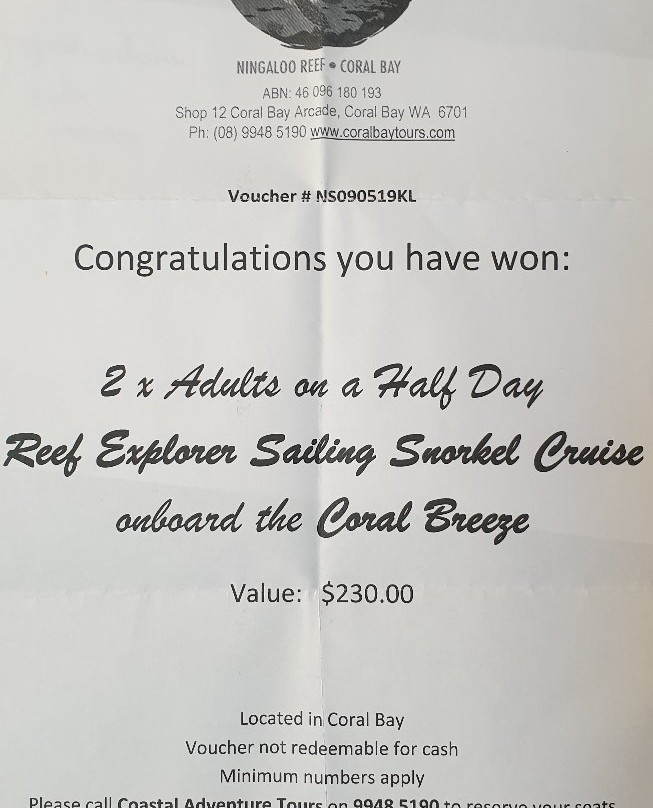 NINGALOO REEF • CORAL BAY
ABN: 46 096 180 193
Shop 12 Coral Bay Arcade, Coral Bay WA 6701
Ph: (08) 9948 5190 www.coralbaytours.com
Voucher # NS090519KL
Congratulations you have won:
2 x Adults on a Half Day
Reef Explorer Sailing Snorkel Cruise
onboard the Coral Breeze
Value: $230.00
Located in Coral Bay
Voucher not redeemable for cash
Minimum numbers apply
Please call Coastal Adventure Tours on 9948 5190 to reserve your seats